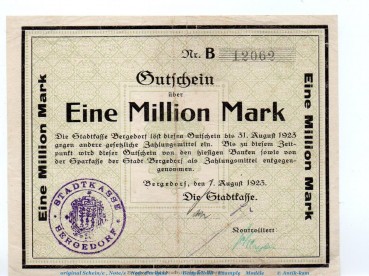 Nr. B 12062
Gutschein
über
Eine Million Mark
Die Stadtkasse Bergedorf löst diesen Gutschein bis 31. August 1923
gegen andere gesetzliche Zahlungsmittel ein. Bis zu diesem Zeit-
punkt wird dieser Gutschein von den hiesigen Banken sowie von
der Sparkasse der Stadt Bergedorf als Zahlungsmittel entgegen-
genommen.
Bergedorf, den 7. August 1923.
Die Stadtkasse.
Kontrolliert:
Eine Million Mark
Eine Million Mark
STADTKASSE
BERGEDORF